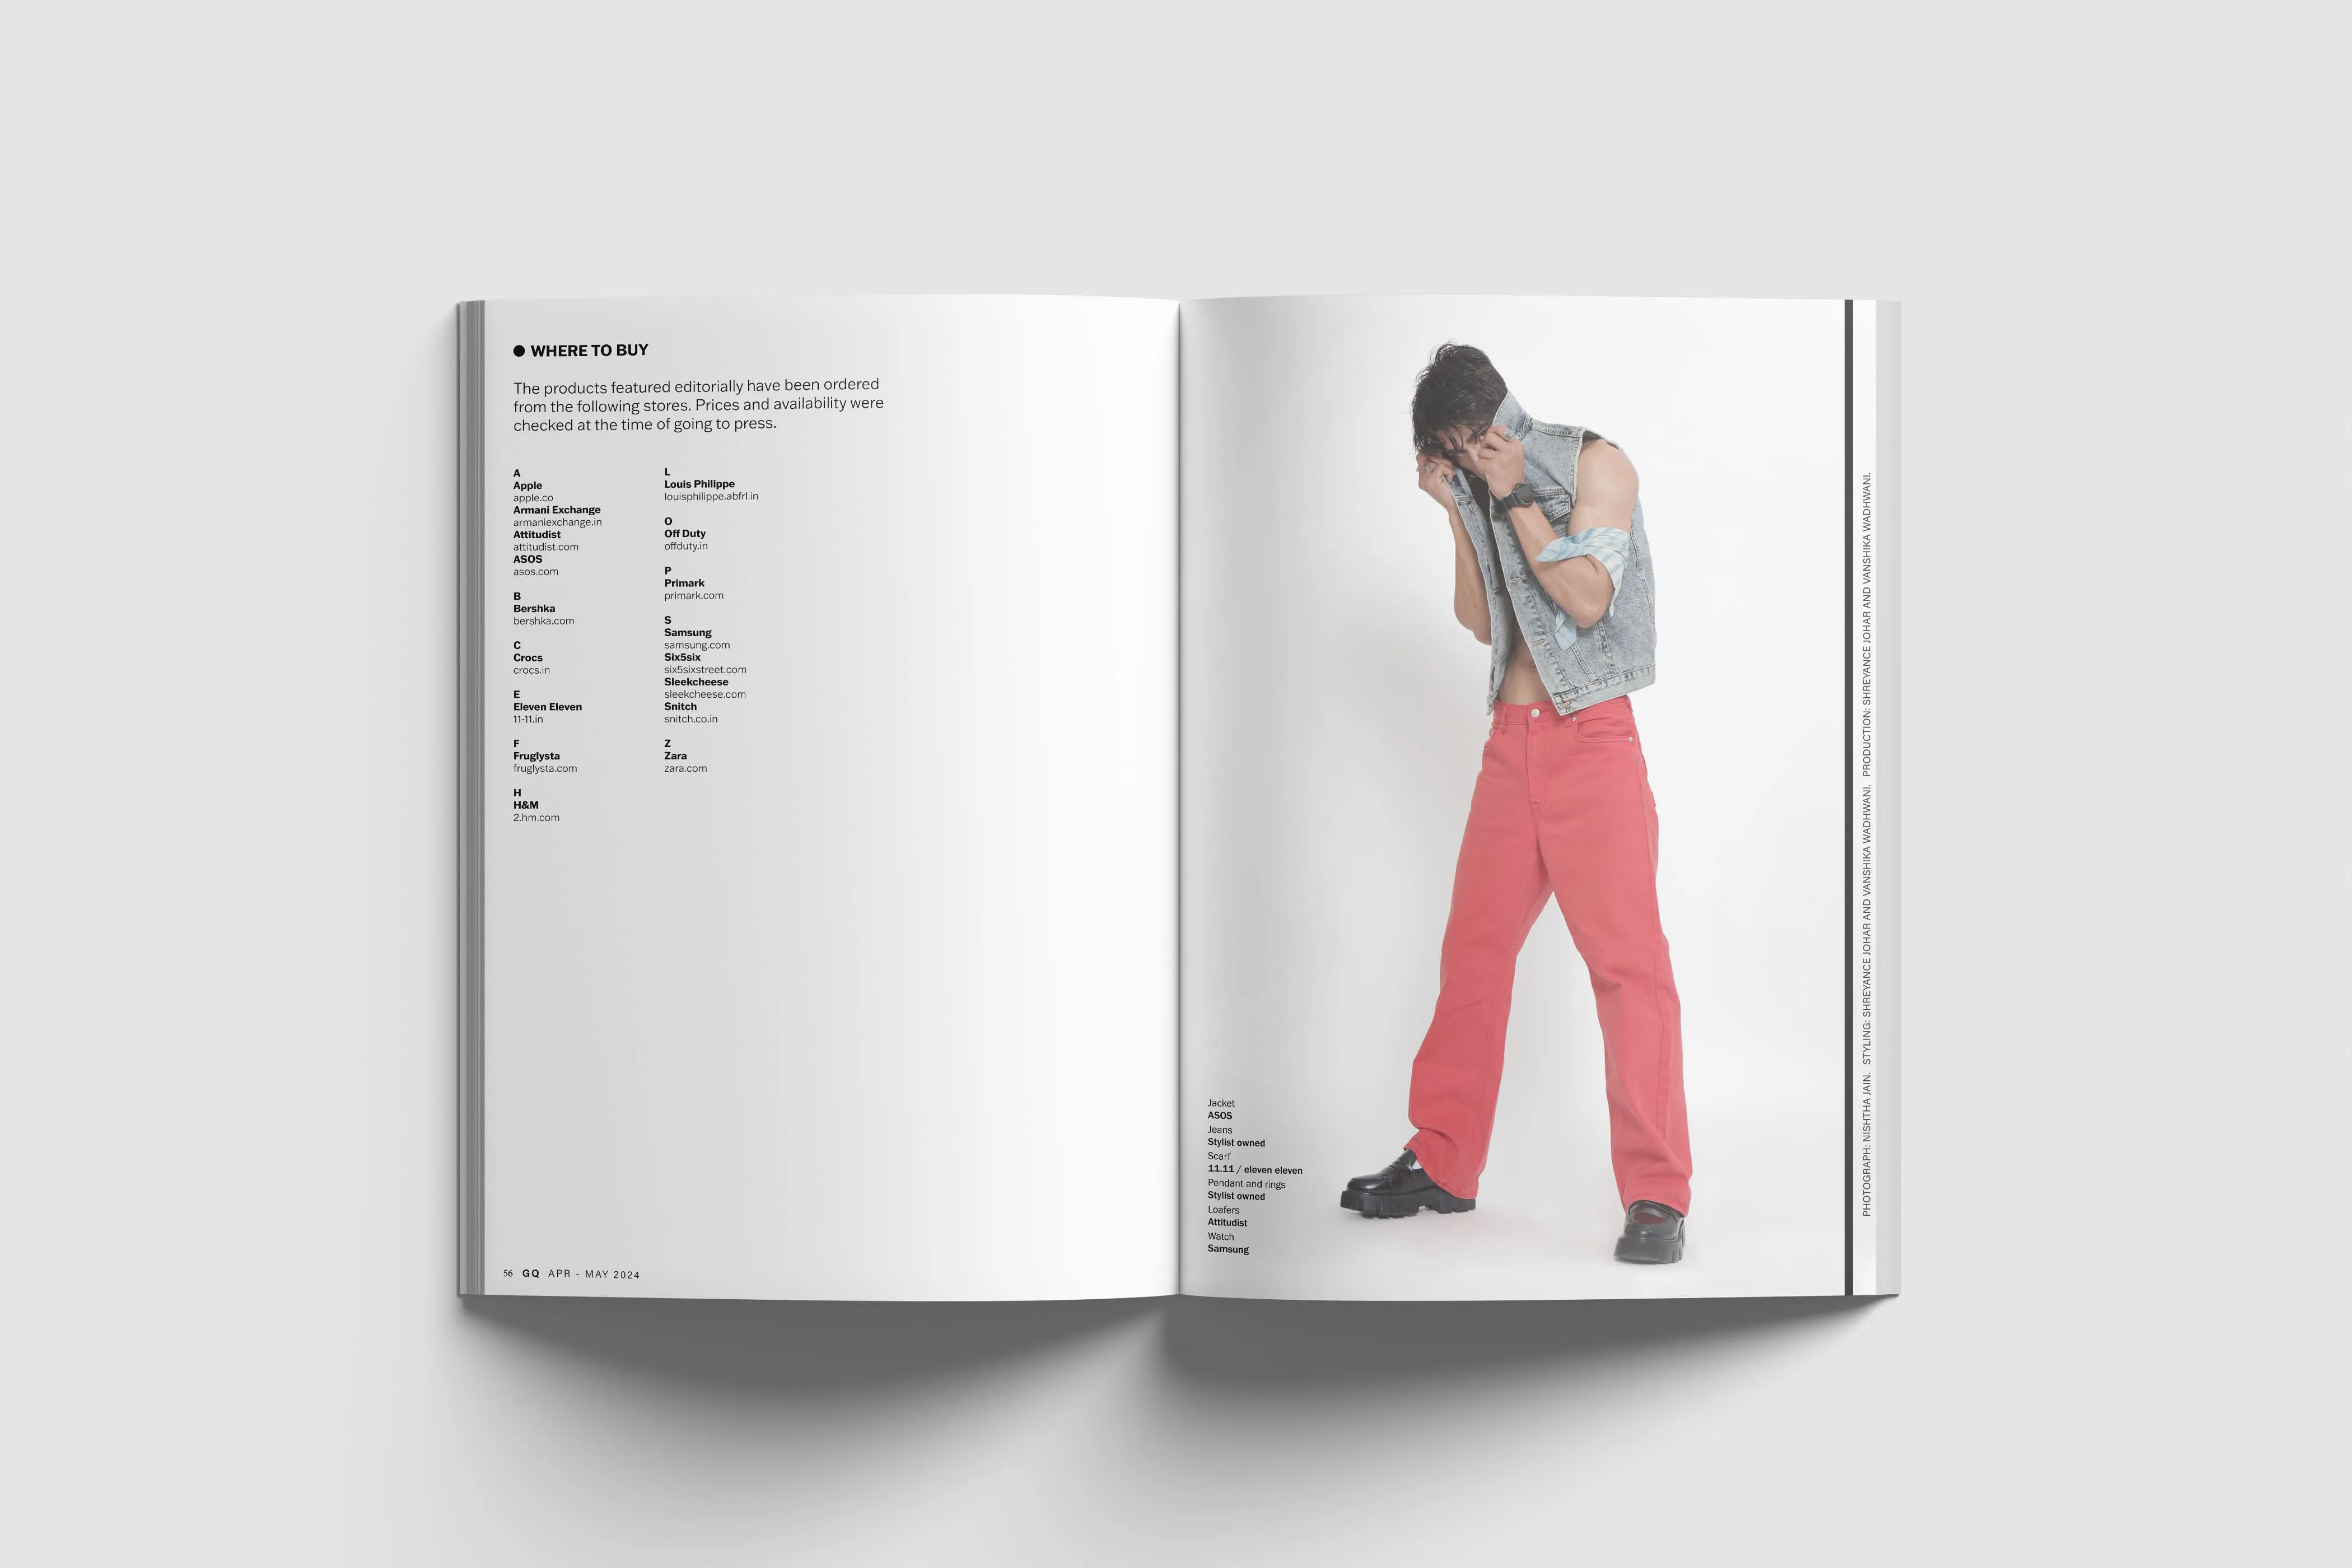 ● WHERE TO BUY
The products featured editorially have been ordered
from the following stores. Prices and availability were
checked at the time of going to press.
A
Apple
apple.co
Armani Exchange
armaniexchange.in
Attitudist
attitudist.com
ASOS
asos.com
B
Bershka
bershka.com
C
Crocs
crocs.in
E
Eleven Eleven
11-11.in
F
Fruglysta
fruglysta.com
H
H&M
2.hm.com
L
Louis Philippe
louisphilippe.abfrl.in
O
Off Duty
offduty.in
P
Primark
primark.com
S
Samsung
samsung.com
Six5six
six5sixstreet.com
Sleekcheese
sleekcheese.com
Snitch
snitch.co.in
Z
Zara
zara.com
56 GQ APR - MAY 2024
Jacket
ASOS
Jeans
Stylist owned
Scarf
11.11 / eleven eleven
Pendant and rings
Stylist owned
Loafers
Attitudist
Watch
Samsung
PHOTOGRAPH: NISHTHA JAIN. STYLING: SHREYANCE JOHAR AND VANSHIKA WADHWANI. PRODUCTION: SHREYANCE JOHAR AND VANSHIKA WADHWANI.